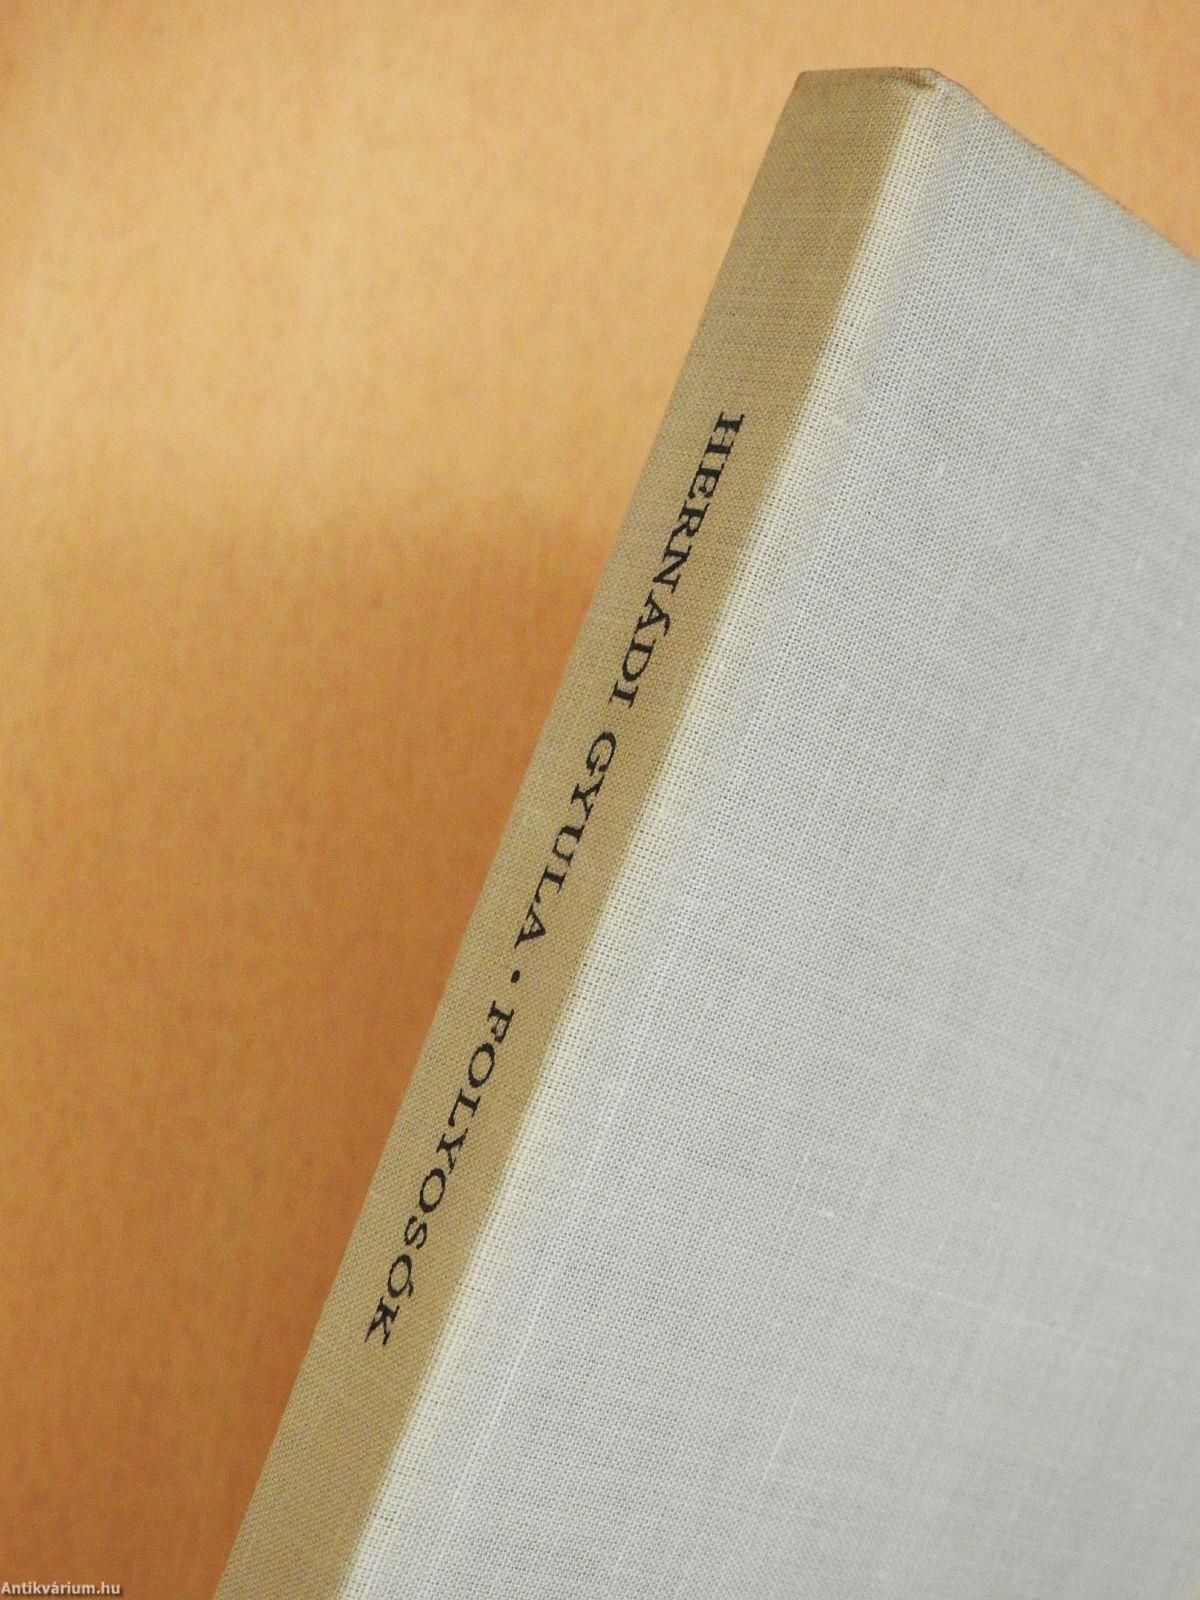 HERNÁDI GYULA · FOLYOSÓK
Antikvárium.hu